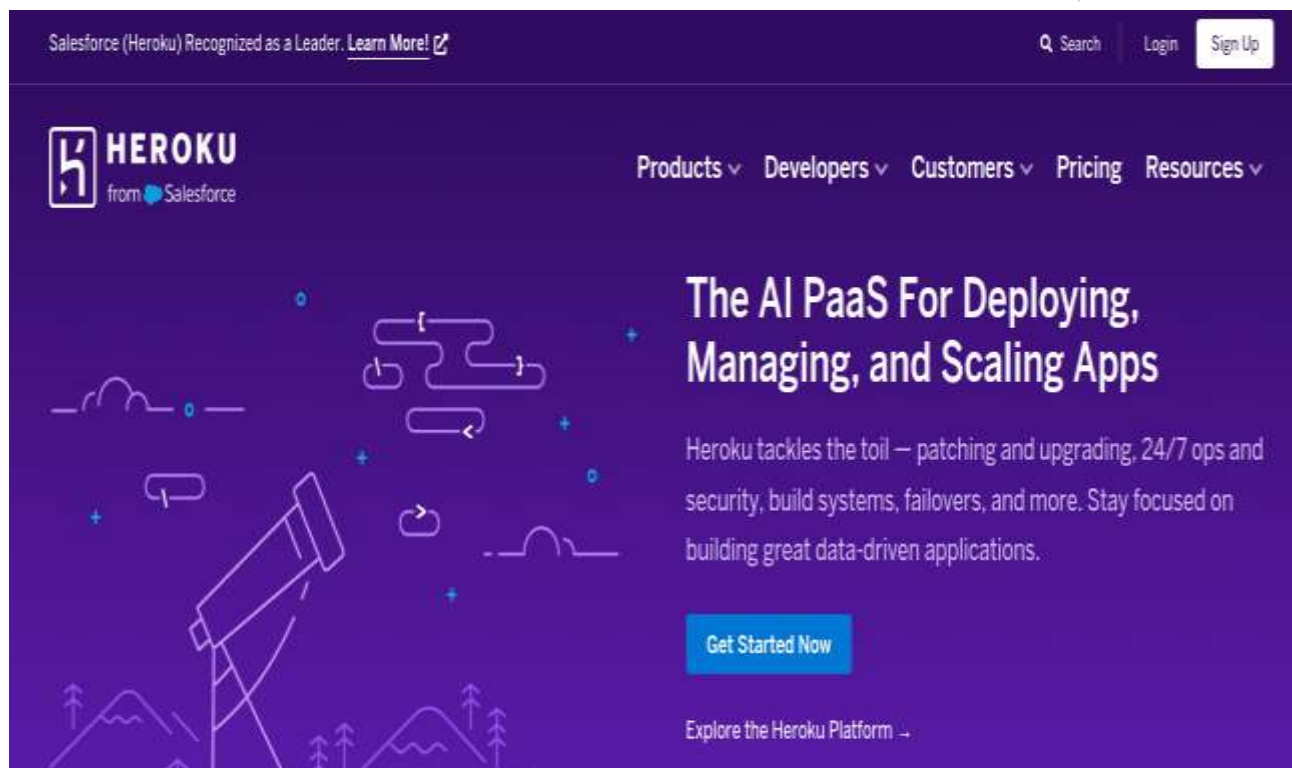 Salesforce (Heroku) Recognized as a Leader. Learn More!
Search Login Sign Up
HEROKU
from Salesforce
Products Developers Customers Pricing Resources
The AI PaaS For Deploying,
Managing, and Scaling Apps
Heroku tackles the toil — patching and upgrading, 24/7 ops and
security, build systems, failovers, and more. Stay focused on
building great data-driven applications.
Get Started Now
Explore the Heroku Platform →